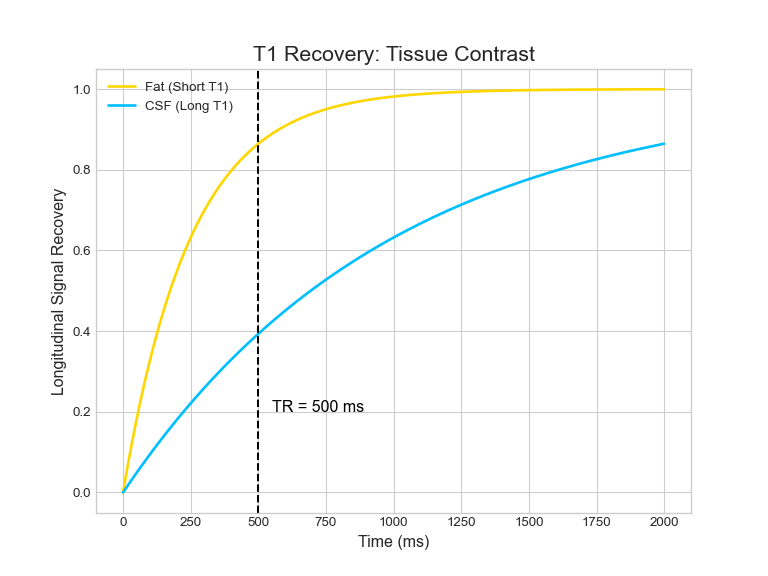 T1 Recovery: Tissue Contrast
Fat (Short T1)
CSF (Long T1)
Longitudinal Signal Recovery
1.0
0.8
0.6
0.4
0.2
0.0
TR = 500 ms
0 250 500 750 1000 1250 1500 1750 2000
Time (ms)